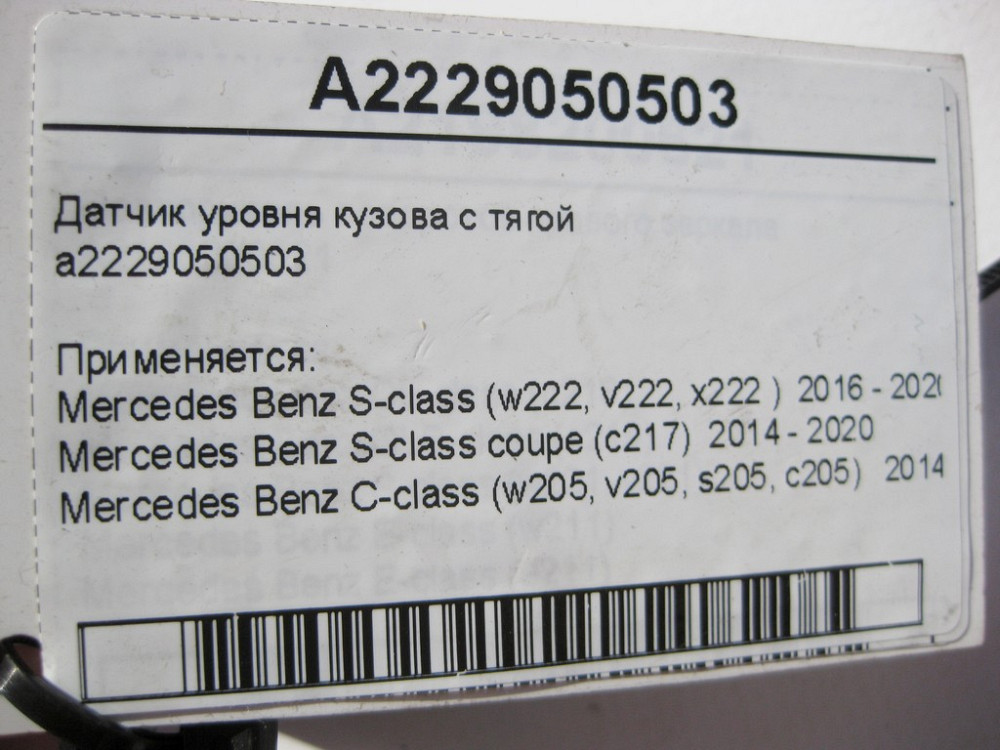 A2229050503
Датчик уровня кузова с тягой
a2229050503
Применяется:
Mercedes Benz S-class (w222, v222, x222 ) 2016 - 202
Mercedes Benz S-class coupe (c217) 2014 - 2020
Mercedes Benz C-class (w205, v205, s205, c205) 2014